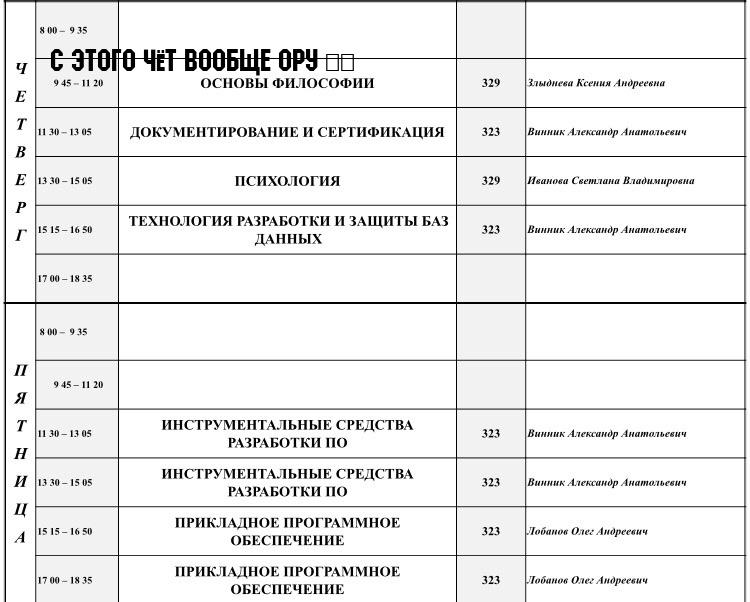 ЧЕТВЕРГ
8 00 – 9 35
С ЭТОГО ЧЁТ ВООБЩЕ ОРУ
9 45 – 11 20 ОСНОВЫ ФИЛОСОФИИ 329 Злыднева Ксения Андреевна
11 30 – 13 05 ДОКУМЕНТИРОВАНИЕ И СЕРТИФИКАЦИЯ 323 Винник Александр Анатольевич
13 30 – 15 05 ПСИХОЛОГИЯ 329 Иванова Светлана Владимировна
15 15 – 16 50 ТЕХНОЛОГИЯ РАЗРАБОТКИ И ЗАЩИТЫ БАЗ
ДАННЫХ 323 Винник Александр Анатольевич
17 00 – 18 35
ПЯТНИЦА
8 00 – 9 35
9 45 – 11 20
11 30 – 13 05 ИНСТРУМЕНТАЛЬНЫЕ СРЕДСТВА
РАЗРАБОТКИ ПО 323 Винник Александр Анатольевич
13 30 – 15 05 ИНСТРУМЕНТАЛЬНЫЕ СРЕДСТВА
РАЗРАБОТКИ ПО 323 Винник Александр Анатольевич
15 15 – 16 50 ПРИКЛАДНОЕ ПРОГРАММНОЕ
ОБЕСПЕЧЕНИЕ 323 Лобанов Олег Андреевич
17 00 – 18 35 ПРИКЛАДНОЕ ПРОГРАММНОЕ
ОБЕСПЕЧЕНИЕ 323 Лобанов Олег Андреевич